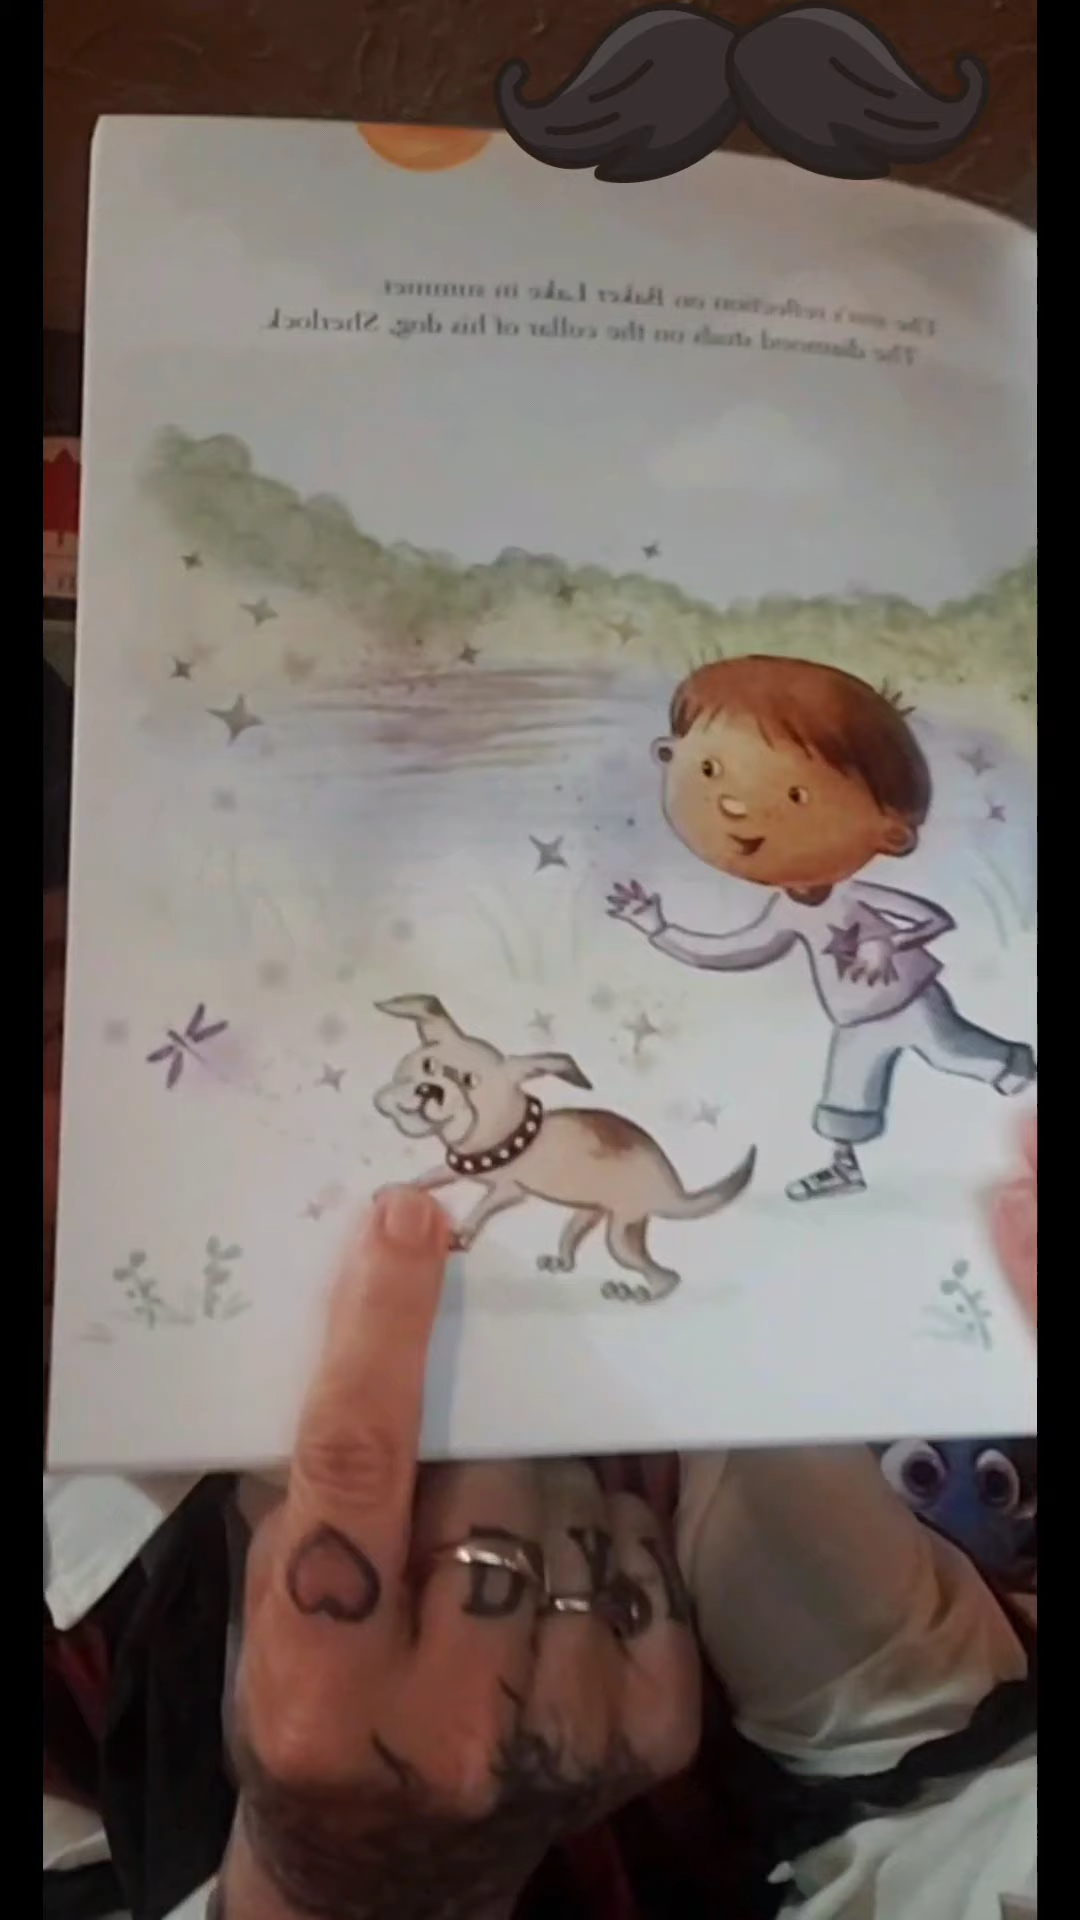 The sun's reflection on Baker Lake in summer.
The diamond studs on the collar of his dog, Sherlock.
D Y